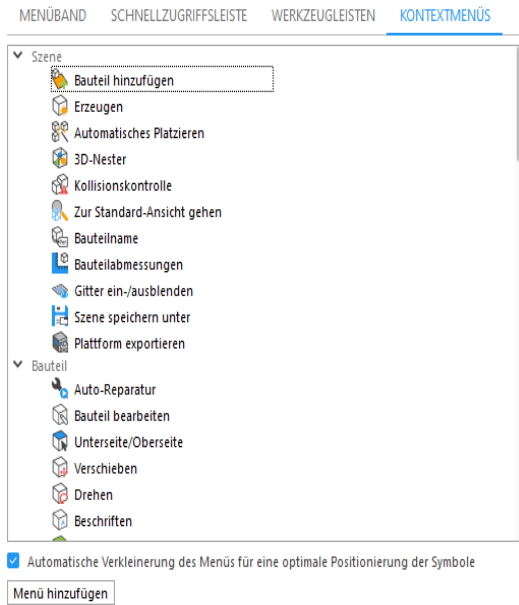 MENÜBAND SCHNELLZUGRIFFSLEISTE WERKZEUGLEISTEN KONTEXTMENÜS
Szene
Bauteil hinzufügen
Erzeugen
Automatisches Platzieren
3D-Nester
Kollisionskontrolle
Zur Standard-Ansicht gehen
Bauteilname
Bauteilabmessungen
Gitter ein-/ausblenden
Szene speichern unter
Plattform exportieren
Bauteil
Auto-Reparatur
Bauteil bearbeiten
Unterseite/Oberseite
Verschieben
Drehen
Beschriften
Automatische Verkleinerung des Menüs für eine optimale Positionierung der Symbole
Menü hinzufügen